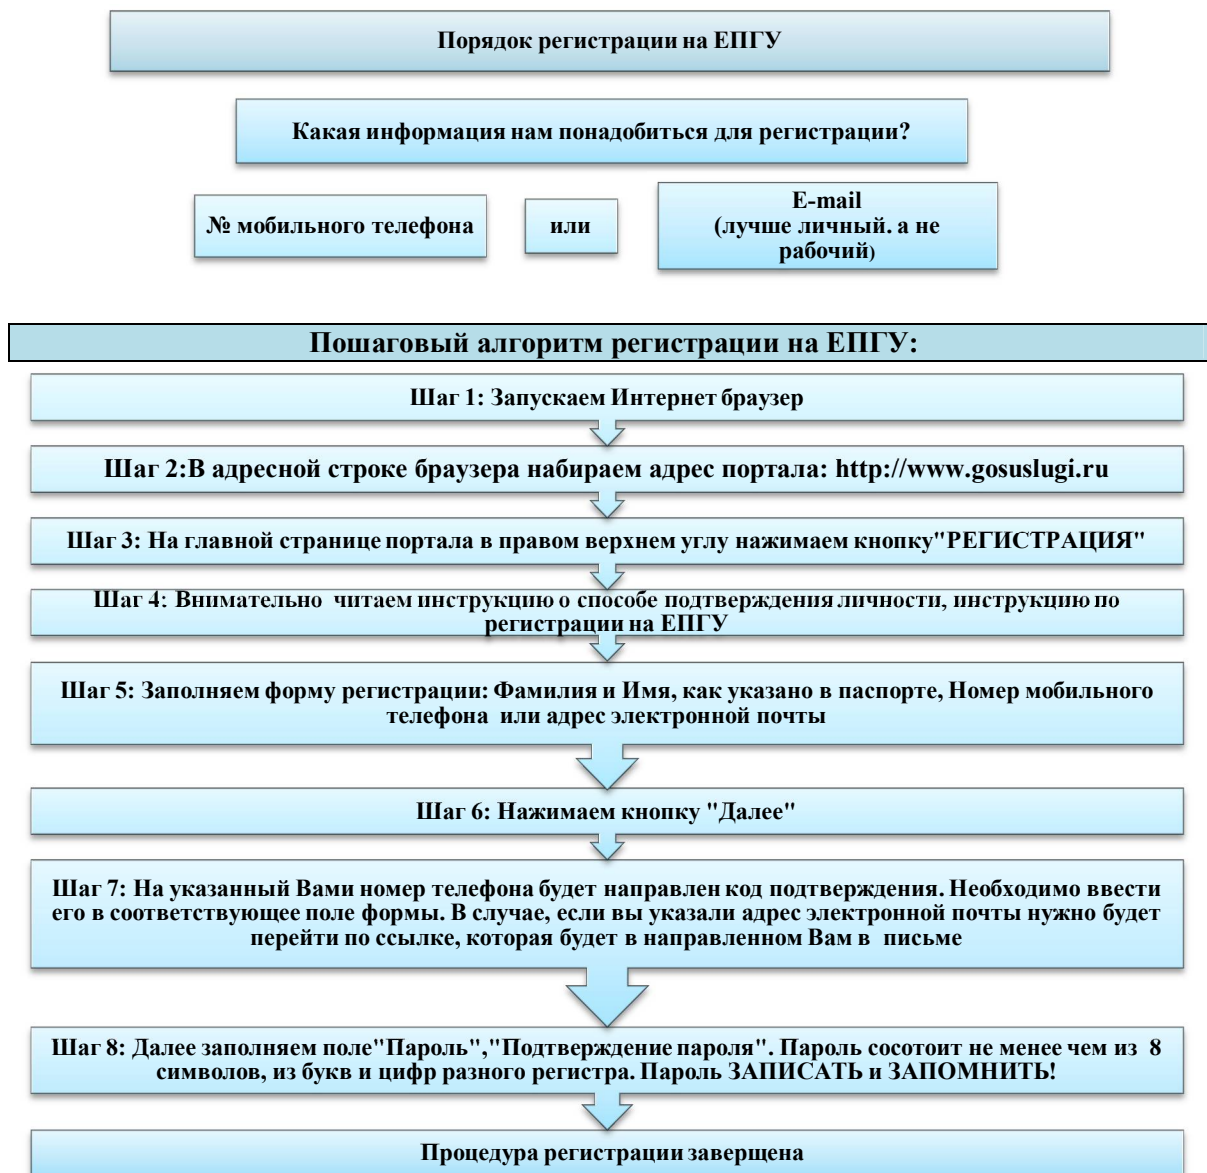 Порядок регистрации на ЕПГУ
Какая информация нам понадобиться для регистрации?
№ мобильного телефона
или
E-mail
(лучше личный. а не
рабочий)
Пошаговый алгоритм регистрации на ЕПГУ:
Шаг 1: Запускаем Интернет браузер
Шаг 2:В адресной строке браузера набираем адрес портала: http://www.gosuslugi.ru
Шаг 3: На главной странице портала в правом верхнем углу нажимаем кнопку"РЕГИСТРАЦИЯ"
Шаг 4: Внимательно читаем инструкцию о способе подтверждения личности, инструкцию по
регистрации на ЕПГУ
Шаг 5: Заполняем форму регистрации: Фамилия и Имя, как указано в паспорте, Номер мобильного
телефона или адрес электронной почты
Шаг 6: Нажимаем кнопку "Далее"
Шаг 7: На указанный Вами номер телефона будет направлен код подтверждения. Необходимо ввести
его в соответствующее поле формы. В случае, если вы указали адрес электронной почты нужно будет
перейти по ссылке, которая будет в направленном Вам в письме
Шаг 8: Далее заполняем поле"Пароль","Подтверждение пароля". Пароль сосотоит не менее чем из 8
символов, из букв и цифр разного регистра. Пароль ЗАПИСАТЬ и ЗАПОМНИТЬ!
Процедура регистрации заверщена